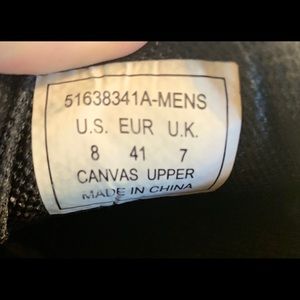 51638341A-MENS
U.S. EUR U.K.
8 41 7
CANVAS UPPER
MADE IN CHINA